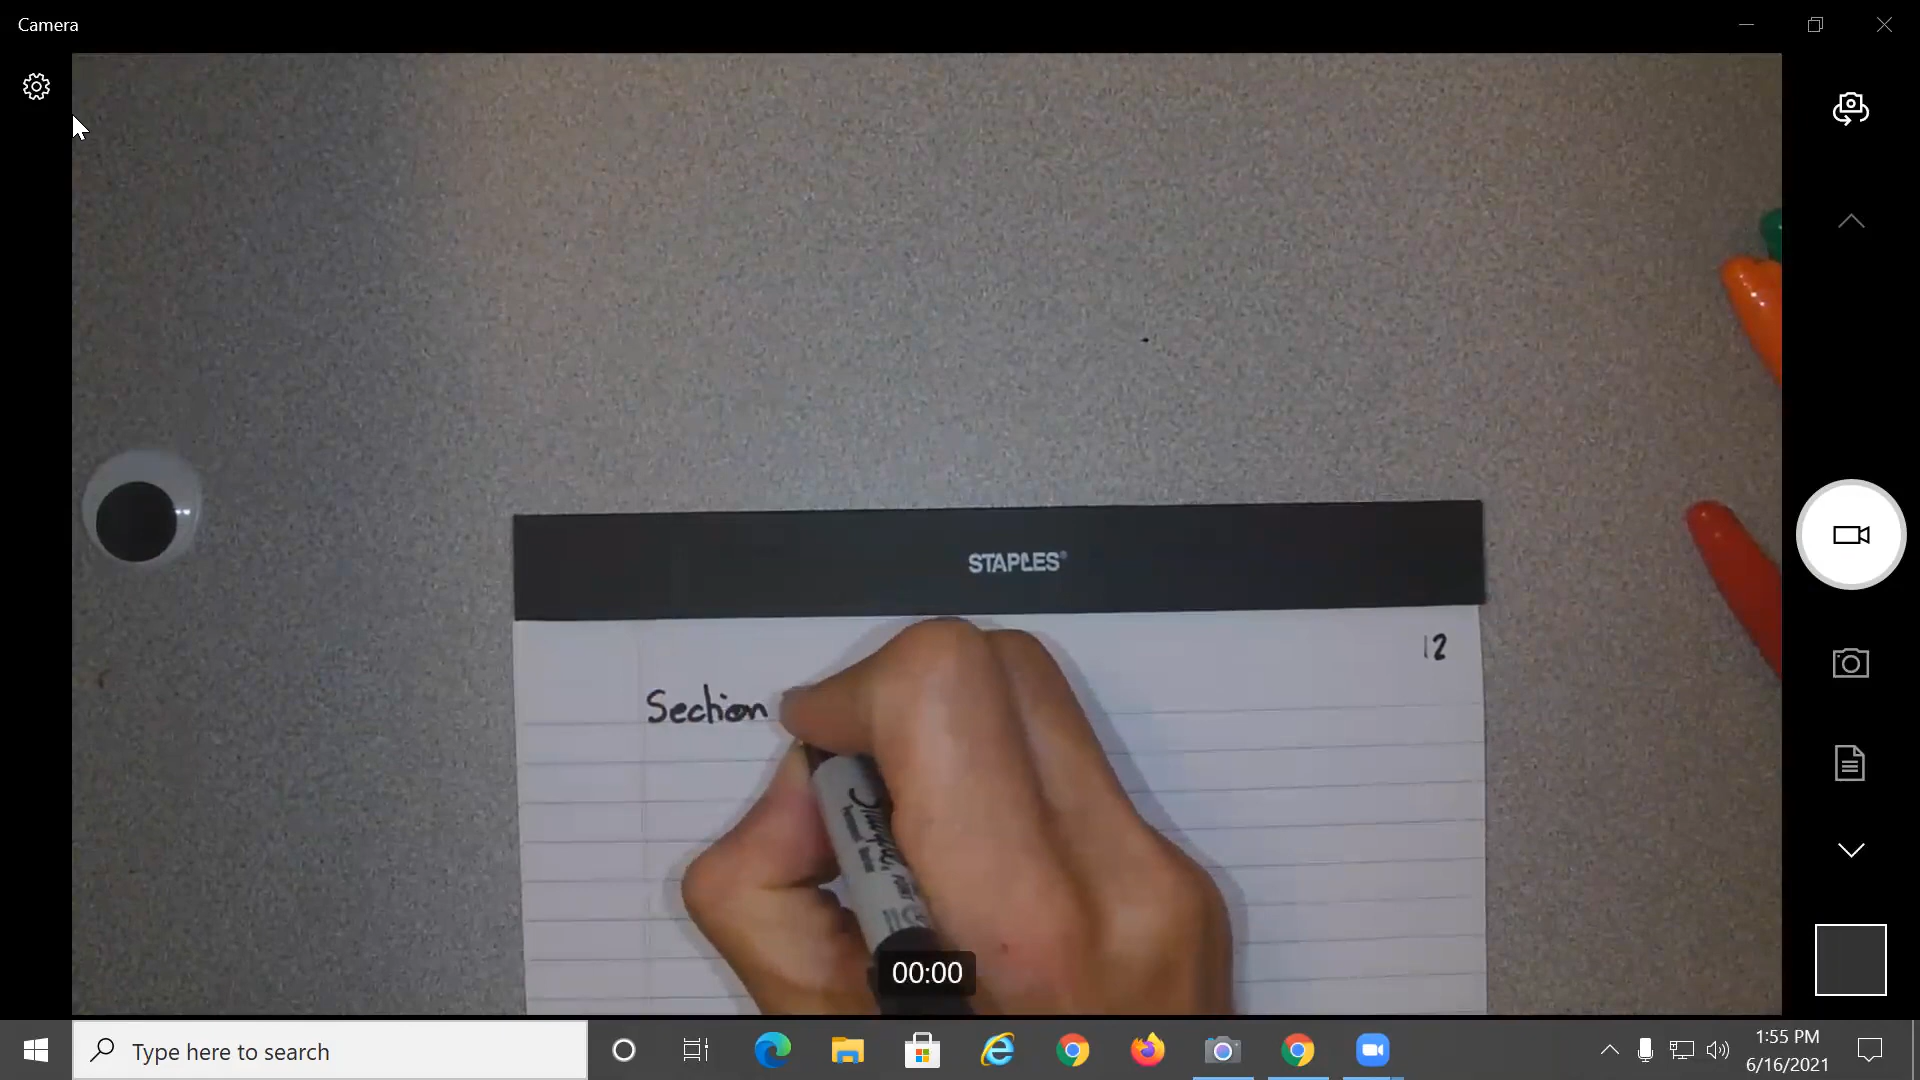 Camera
STAPLES®
12
Section
00:00
Type here to search
1:55 PM
6/16/2021